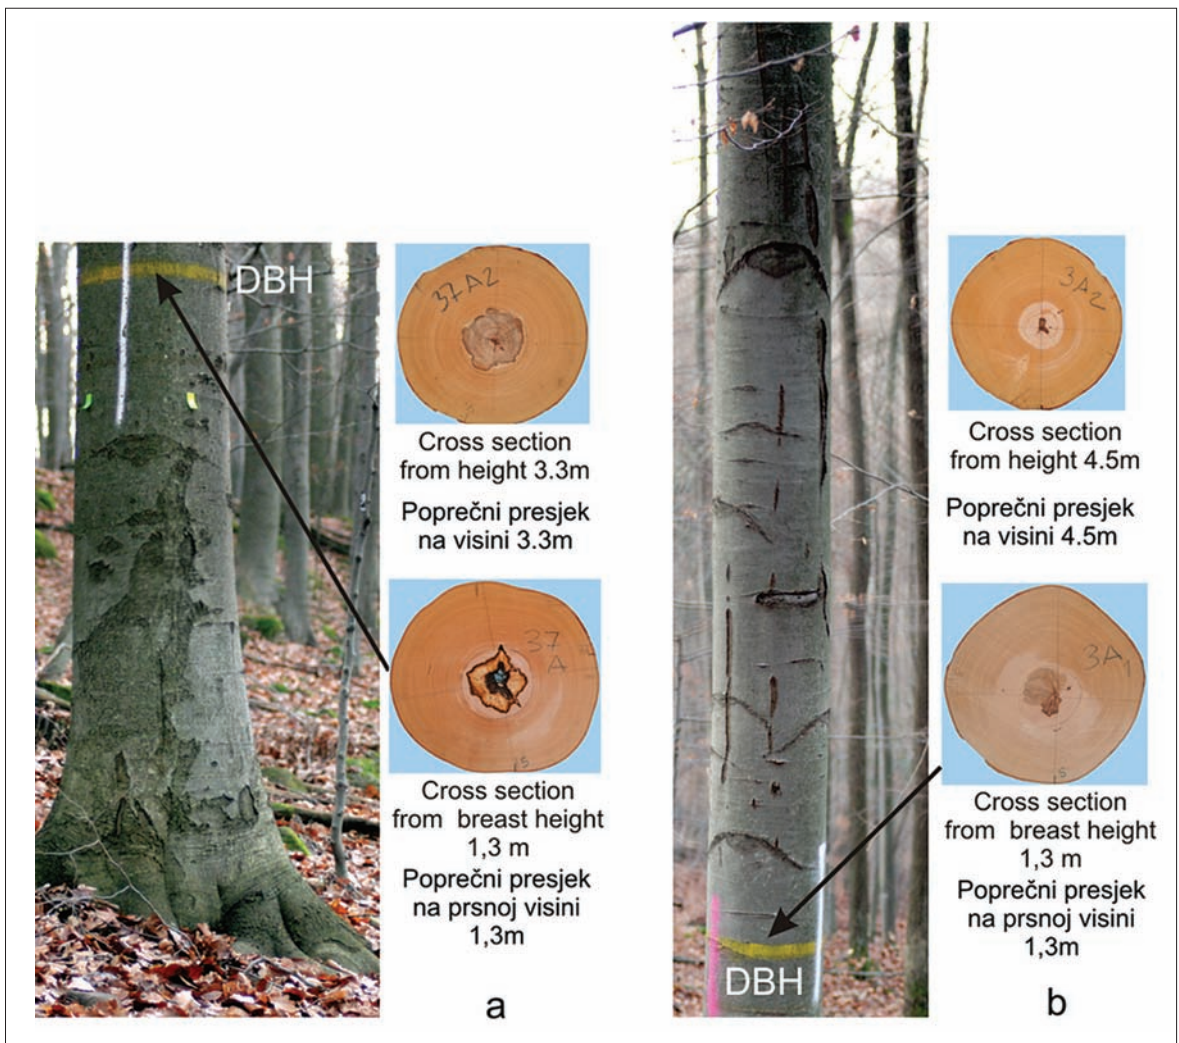 DBH
37A2
Cross section
from height 3.3m
Poprečni presjek
na visini 3.3m
37
A
Cross section
from breast height
1,3 m
Poprečni presjek
na prsnoj visini
1,3m
a
3A2
Cross section
from height 4.5m
Poprečni presjek
na visini 4.5m
3A1
Cross section
from breast height
1,3 m
Poprečni presjek
na prsnoj visini
1,3m
DBH
b